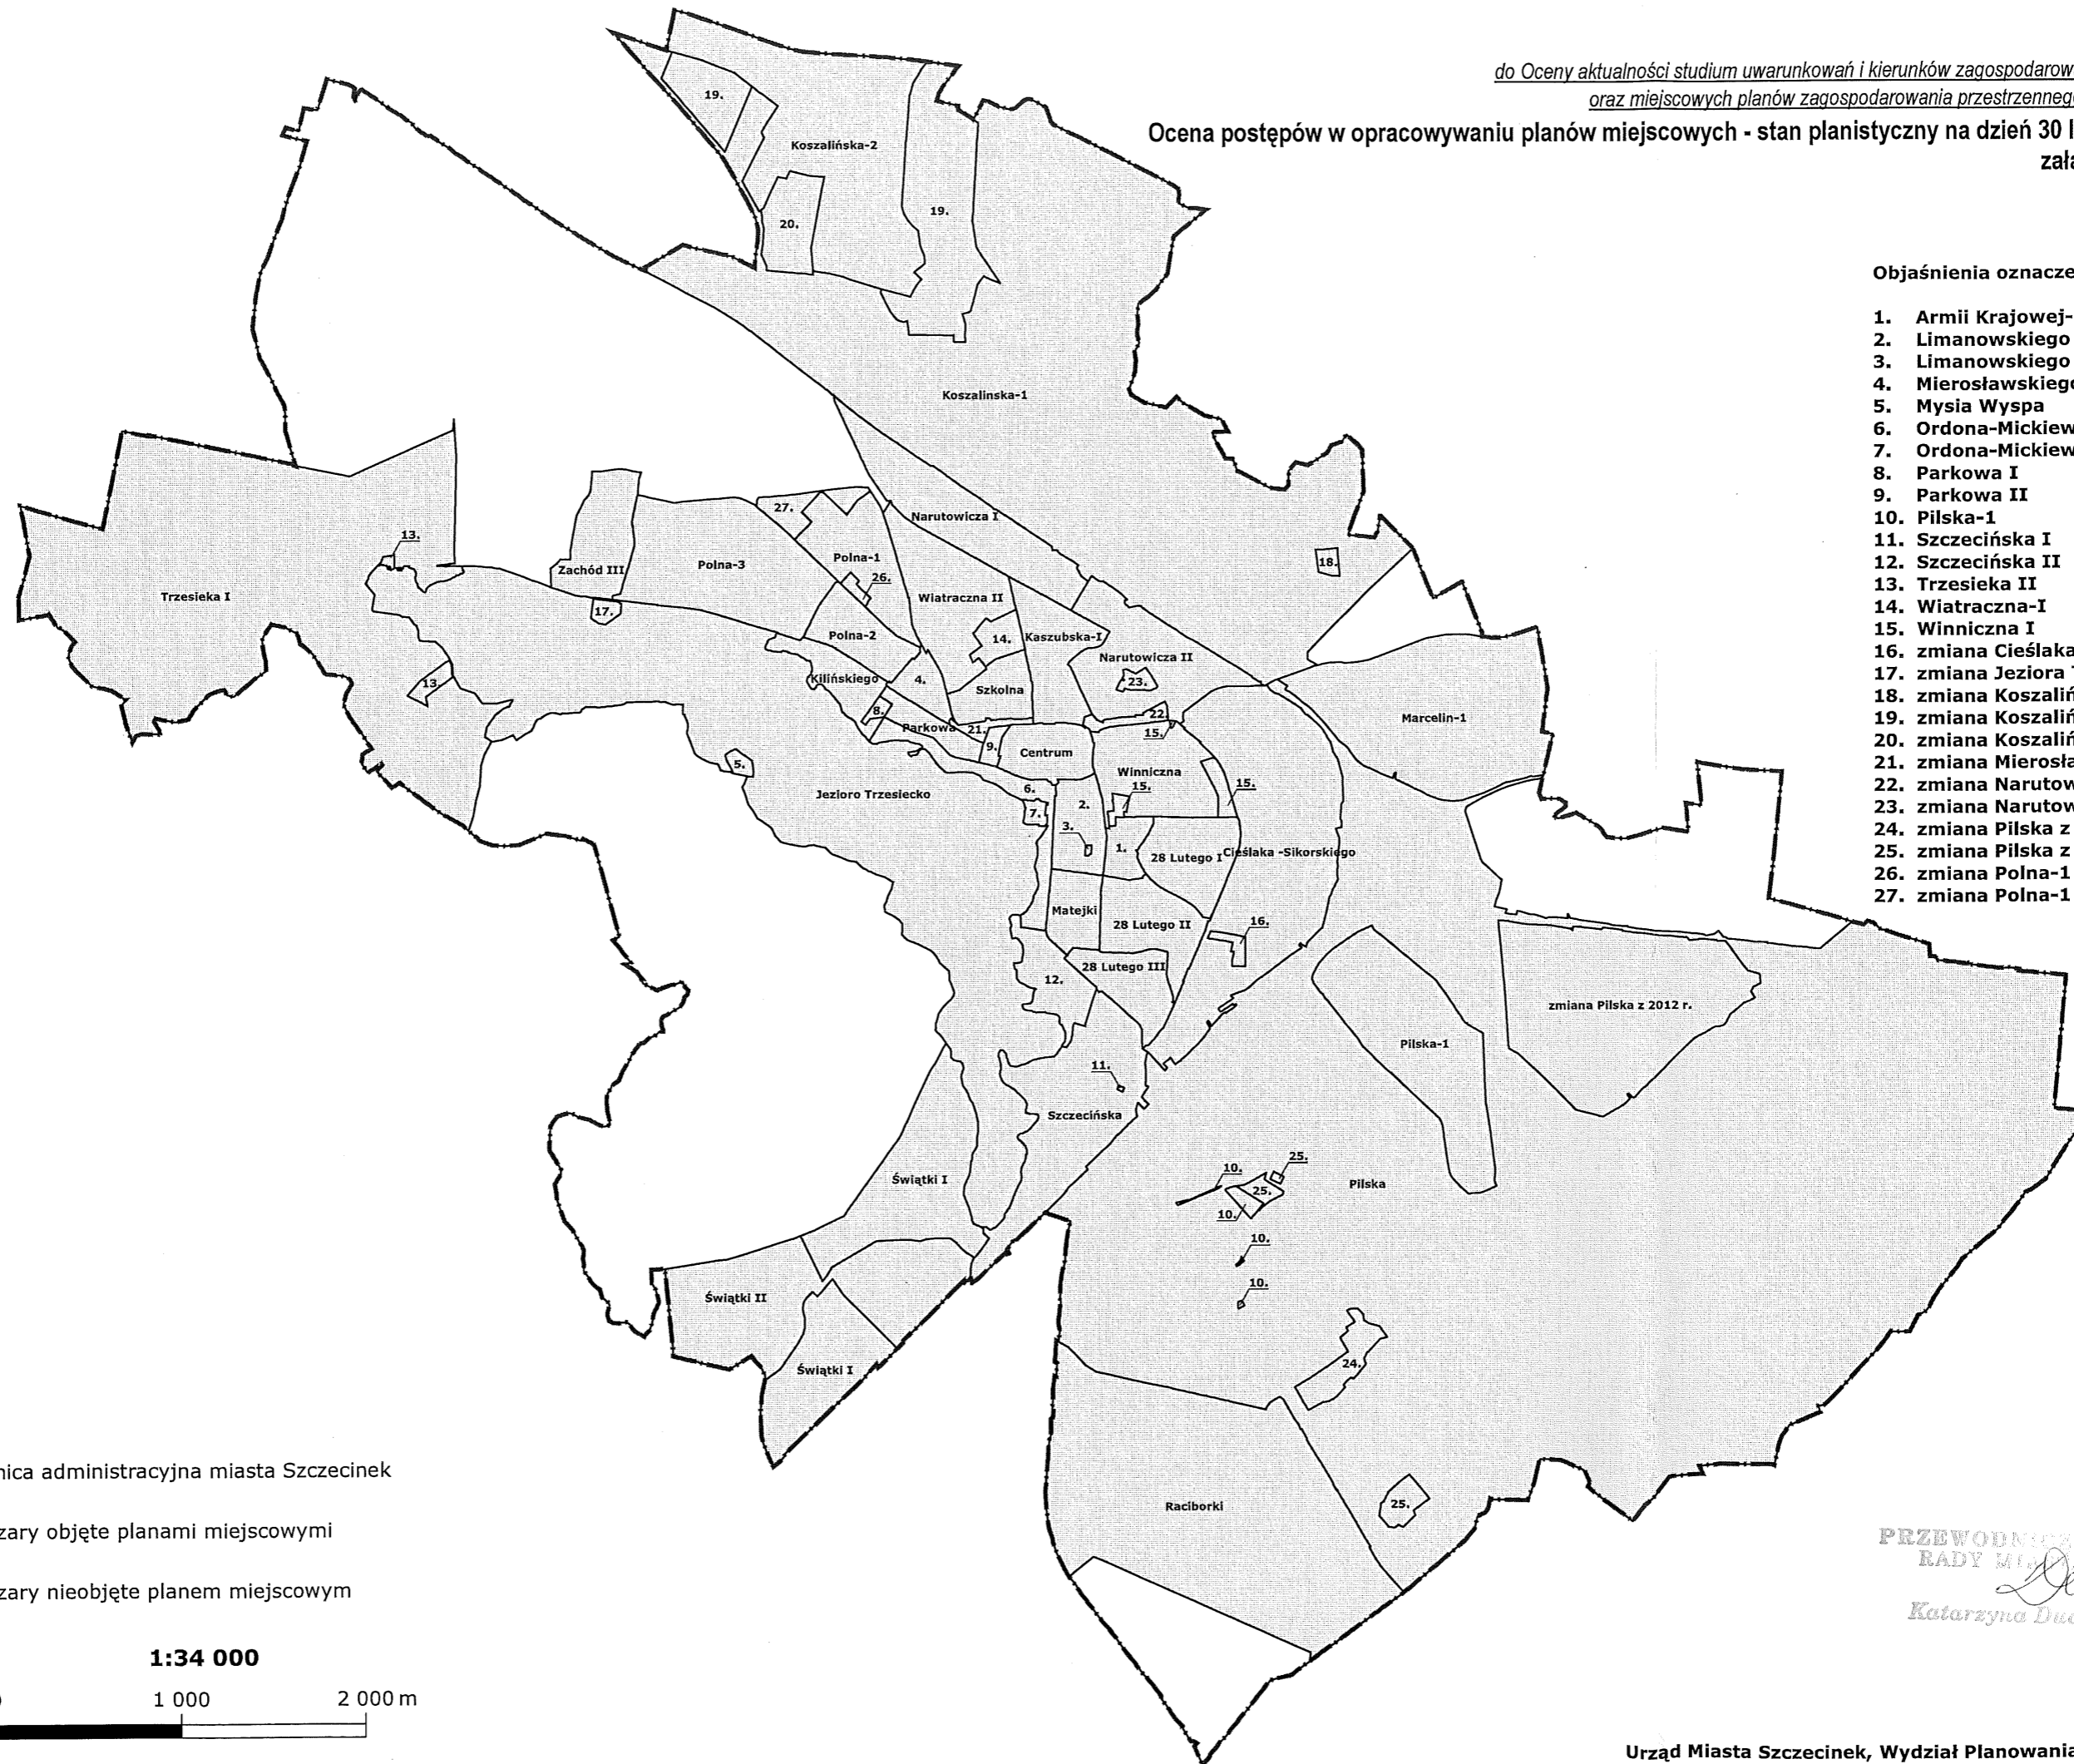 do Oceny aktualności studium uwarunkowań i kierunków zagospodarow
oraz miejscowych planów zagospodarowania przestrzenneg
Ocena postępów w opracowywaniu planów miejscowych - stan planistyczny na dzień 30 l
zała
Objaśnienia oznacze
1. Armii Krajowej-
2. Limanowskiego
3. Limanowskiego
4. Mierosławskiego
5. Mysia Wyspa
6. Ordona-Mickiew
7. Ordona-Mickiew
8. Parkowa I
9. Parkowa II
10. Pilska-1
11. Szczecińska I
12. Szczecińska II
13. Trzesieka II
14. Wiatraczna-I
15. Winniczna I
16. zmiana Cieślaka
17. zmiana Jeziora T
18. zmiana Koszaliń
19. zmiana Koszaliń
20. zmiana Koszaliń
21. zmiana Mierosła
22. zmiana Narutow
23. zmiana Narutow
24. zmiana Pilska z
25. zmiana Pilska z
26. zmiana Polna-1
27. zmiana Polna-1
19.
Koszalińska-2
20.
19.
Koszalinska-1
Narutowicza I
27.
13.
Polna-1
18.
Zachód III
Polna-3
26.
Trzesieka I
Wiatraczna II
17.
Polna-2
14.
Kaszubska-I
Narutowicza II
Kilińskiego
4.
23.
13.
Szkolna
8.
22.
Marcelin-1
Parkowa
21.
15.
9.
Centrum
5.
Winniczna
15.
15.
Jezioro Trzesiecko
6.
2.
7.
3.
1.
28 Lutego I
Cieślaka -Sikorskiego
Matejki
28 Lutego II
16.
28 Lutego III
12.
zmiana Pilska z 2012 r.
Pilska-1
11.
Szczecińska
25.
10.
Świątki I
25.
Pilska
10.
10.
10.
Świątki II
24.
Świątki I
25.
Raciborki
nica administracyjna miasta Szczecinek
zary objęte planami miejscowymi
zary nieobjęte planem miejscowym
1:34 000
1 000
2 000 m
PRZEWODNICZ
RADY MI
Katarzyna Du
Urząd Miasta Szczecinek, Wydział Planowania